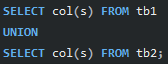 SELECT col(s) FROM tb1
UNION
SELECT col(s) FROM tb2;